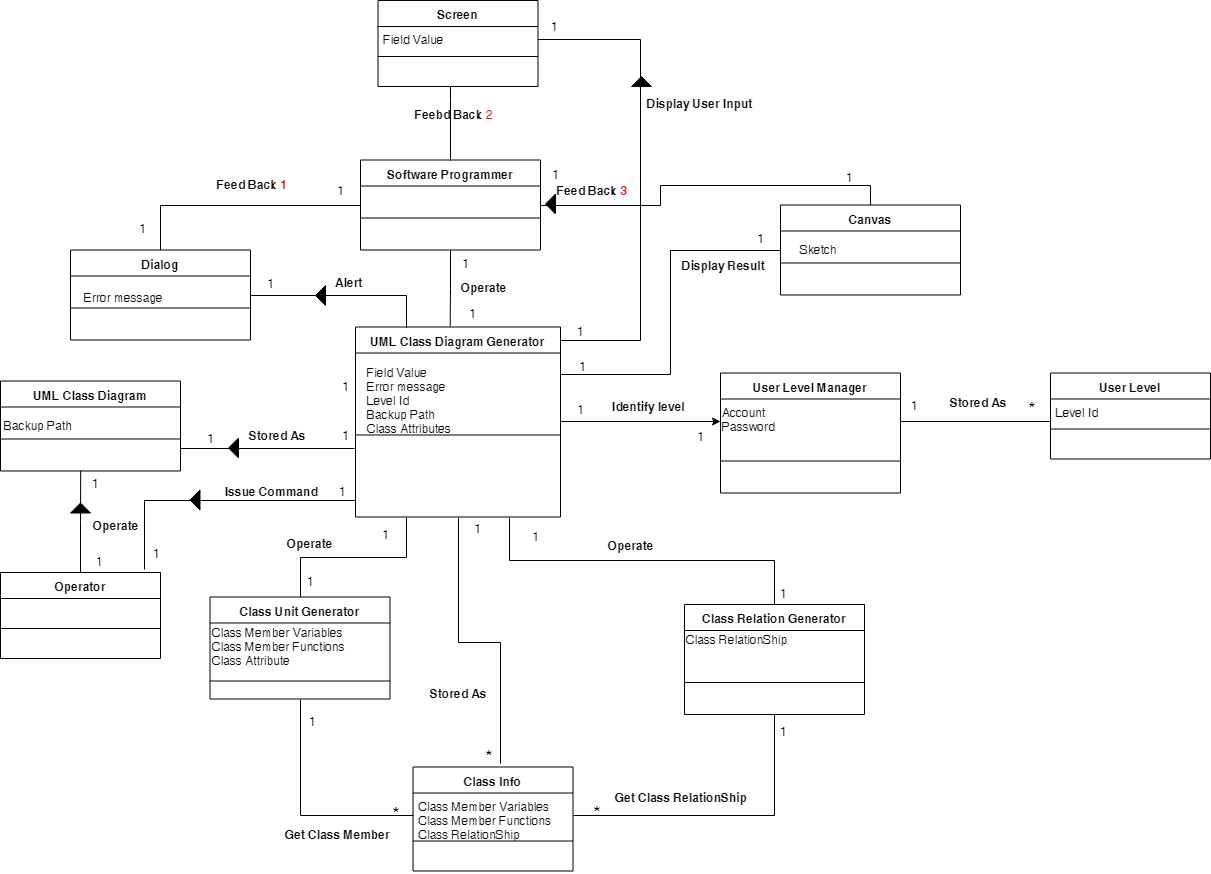 Screen
1
Field Value
Display User Input
Feebd Back 2
Software Programmer
1
1
Feed Back 1
1
Feed Back 3
1
Canvas
1
Display Result
Sketch
Dialog
1
Operate
Error message
1
Alert
1
UML Class Diagram Generator
1
1
Field Value
Error message
Level Id
Backup Path
Class Attributes
1
UML Class Diagram
Backup Path
1
Stored As
1
1
Identify level
1
User Level Manager
Account
Password
1
Stored As
*
User Level
Level Id
1
Issue Command
1
Operate
1
1
Operator
1
Operate
1
1
Operate
1
1
Class Unit Generator
Class Member Variables
Class Member Functions
Class Attribute
Class Relation Generator
Class RelationShip
Stored As
1
1
*
Class Info
Class Member Variables
Class Member Functions
Class RelationShip
*
Get Class Member
*
Get Class RelationShip